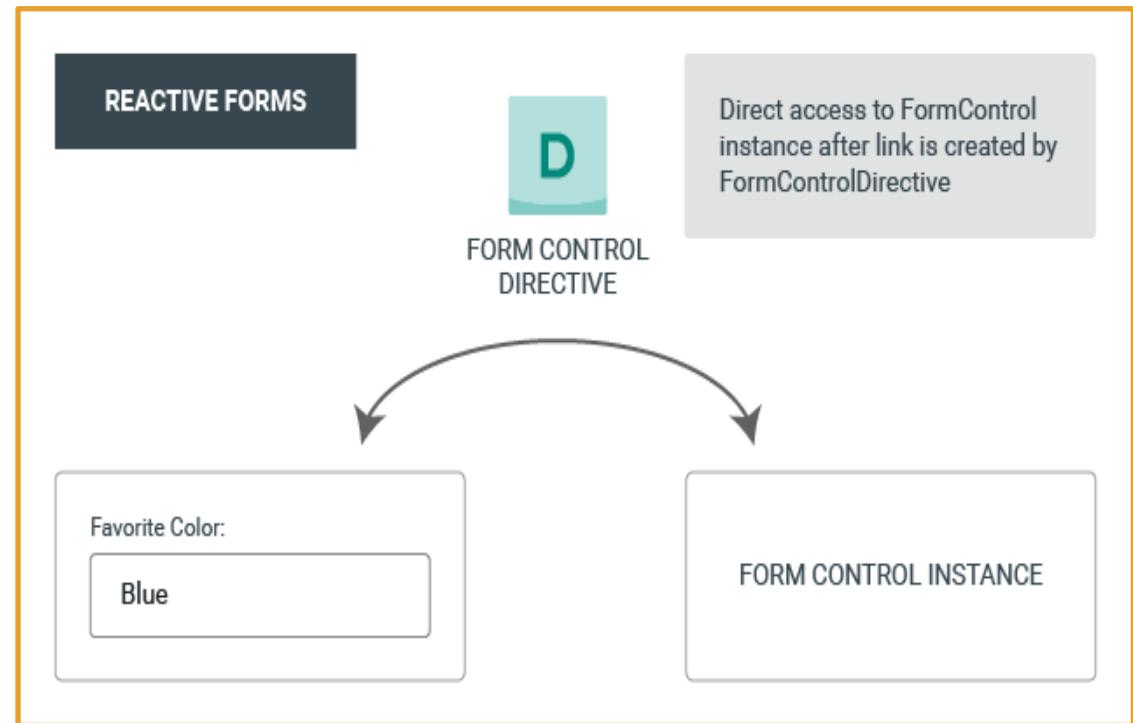 REACTIVE FORMS
D
FORM CONTROL
DIRECTIVE
Direct access to FormControl
instance after link is created by
FormControlDirective
Favorite Color:
Blue
FORM CONTROL INSTANCE